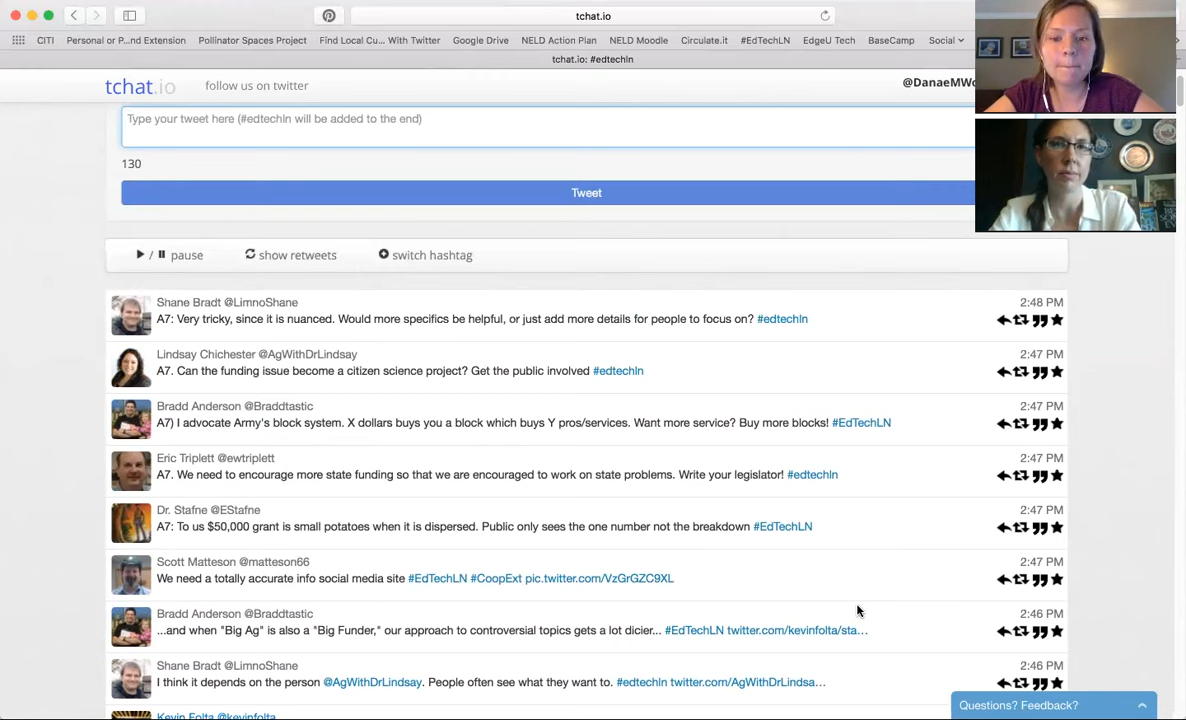 tchat.io
CITI Personal or P...nd Extension Pollinator Spaces Project Find Local Cu... With Twitter Google Drive NELD Action Plan NELD Moodle Circulate.it #EdTechLN EdgeU Tech BaseCamp Social
tchat.io: #edtechln
tchat.io follow us on twitter @DanaeMWo
Type your tweet here (#edtechln will be added to the end)
130
Tweet
/ pause show retweets switch hashtag
Shane Bradt @LimnoShane 2:48 PM
A7: Very tricky, since it is nuanced. Would more specifics be helpful, or just add more details for people to focus on? #edtechln
Lindsay Chichester @AgWithDrLindsay 2:47 PM
A7. Can the funding issue become a citizen science project? Get the public involved #edtechln
Bradd Anderson @Braddtastic 2:47 PM
A7) I advocate Army's block system. X dollars buys you a block which buys Y pros/services. Want more service? Buy more blocks! #EdTechLN
Eric Triplett @ewtriplett 2:47 PM
A7. We need to encourage more state funding so that we are encouraged to work on state problems. Write your legislator! #edtechln
Dr. Stafne @EStafne 2:47 PM
A7: To us $50,000 grant is small potatoes when it is dispersed. Public only sees the one number not the breakdown #EdTechLN
Scott Matteson @matteson66 2:47 PM
We need a totally accurate info social media site #EdTechLN #CoopExt pic.twitter.com/VzGrGZC9XL
Bradd Anderson @Braddtastic 2:46 PM
...and when "Big Ag" is also a "Big Funder," our approach to controversial topics gets a lot dicier... #EdTechLN twitter.com/kevinfolta/sta...
Shane Bradt @LimnoShane 2:46 PM
I think it depends on the person @AgWithDrLindsay. People often see what they want to. #edtechln twitter.com/AgWithDrLindsa...
Kevin Folta @kevinfolta
Questions? Feedback?